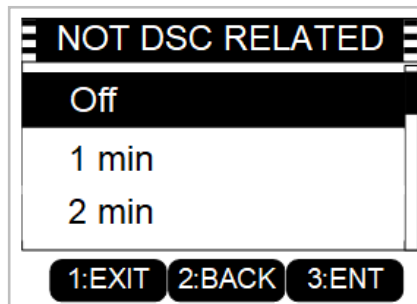 NOT DSC RELATED
Off
1 min
2 min
1:EXIT 2:BACK 3:ENT